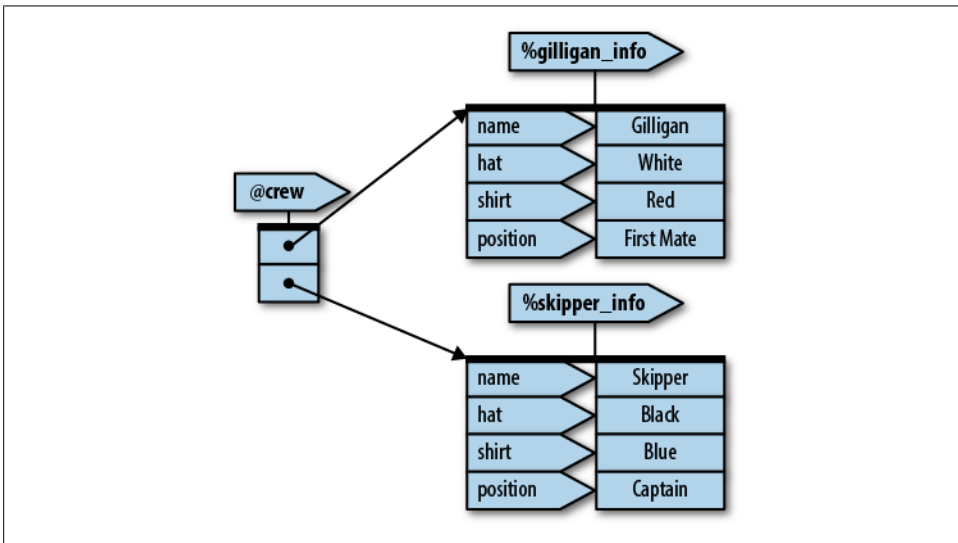 %gilligan_info
name Gilligan
hat White
shirt Red
position First Mate
@crew
%skipper_info
name Skipper
hat Black
shirt Blue
position Captain